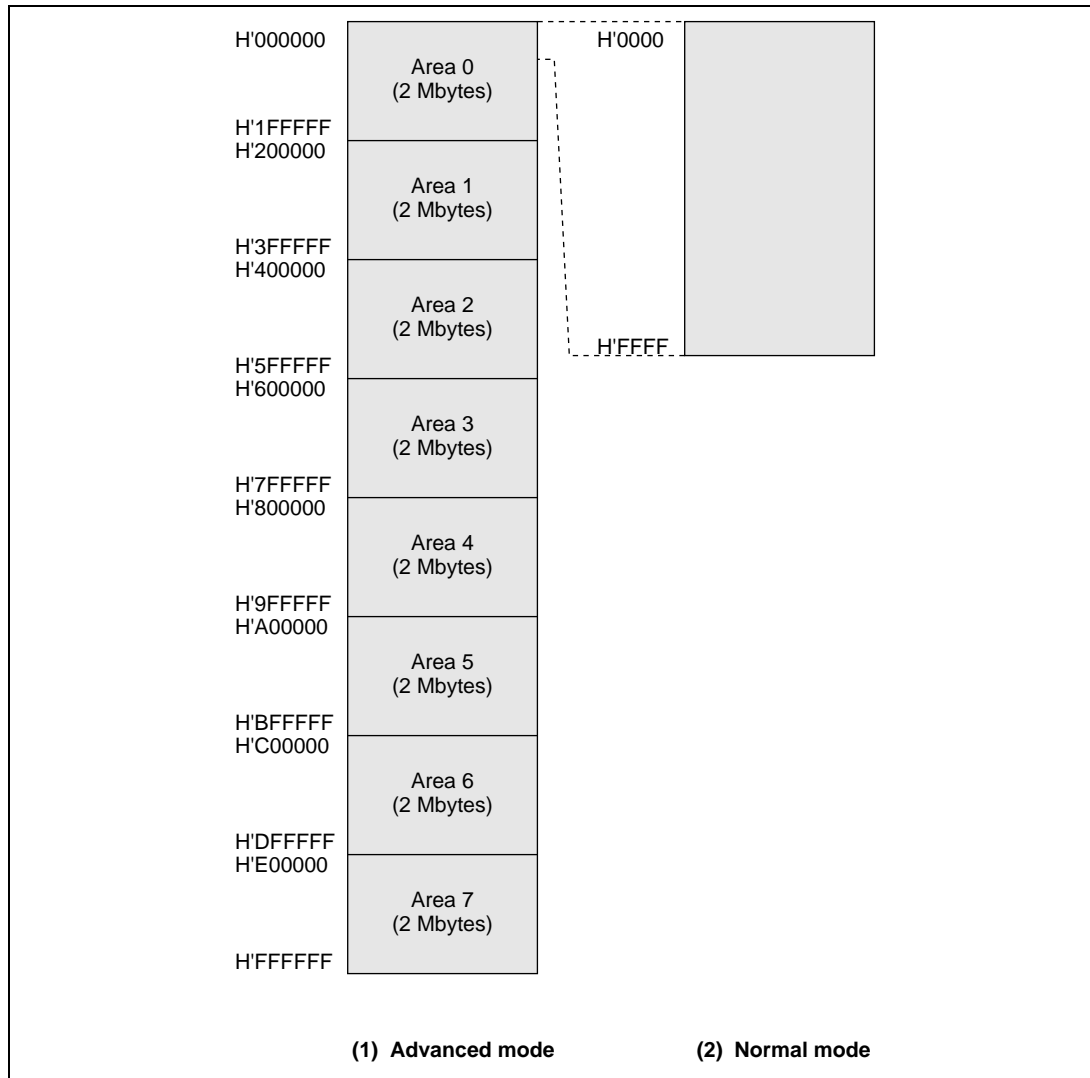 H'000000
Area 0
(2 Mbytes)
H'1FFFFF
H'200000
Area 1
(2 Mbytes)
H'3FFFFF
H'400000
Area 2
(2 Mbytes)
H'5FFFFF
H'600000
Area 3
(2 Mbytes)
H'7FFFFF
H'800000
Area 4
(2 Mbytes)
H'9FFFFF
H'A00000
Area 5
(2 Mbytes)
H'BFFFFF
H'C00000
Area 6
(2 Mbytes)
H'DFFFFF
H'E00000
Area 7
(2 Mbytes)
H'FFFFFF
(1) Advanced mode
H'0000
H'FFFF
(2) Normal mode